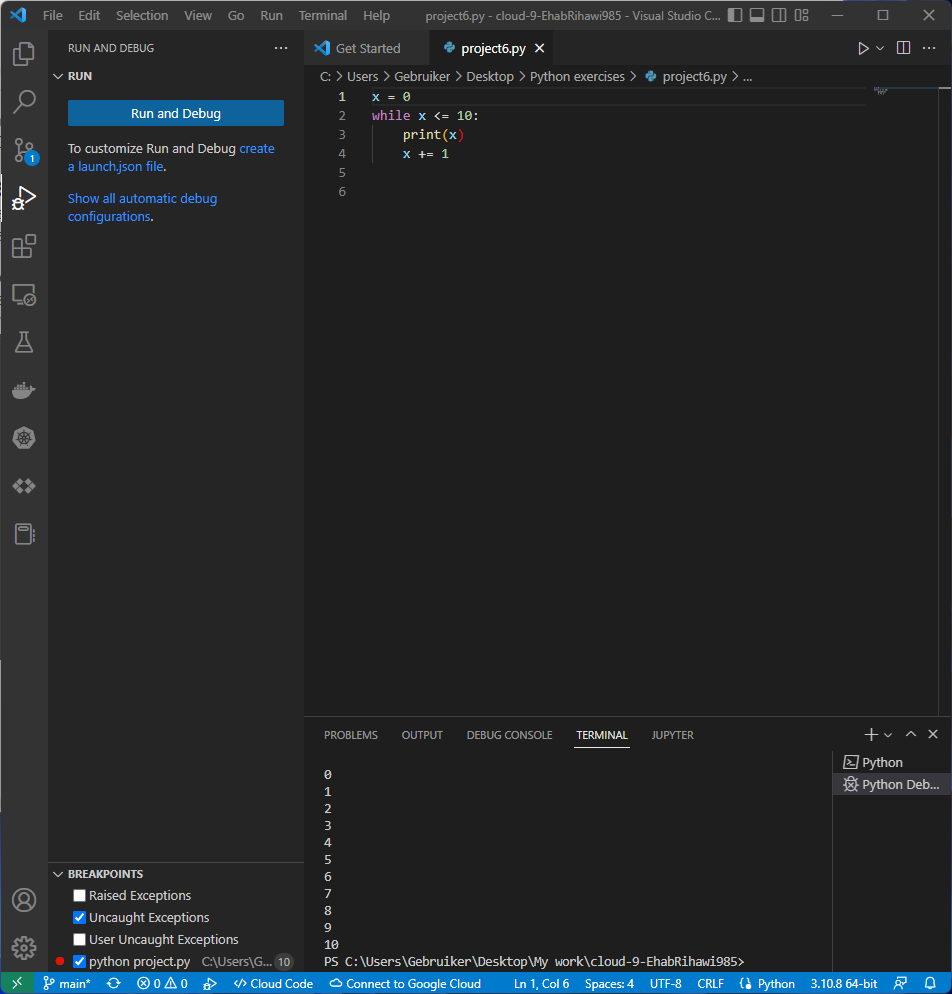 File Edit Selection View Go Run Terminal Help project6.py - cloud-9-EhabRihawi985 - Visual Studio C...
RUN AND DEBUG ...
RUN
Run and Debug
To customize Run and Debug create
a launch.json file.
Show all automatic debug
configurations.
1
Get Started project6.py
C: > Users > Gebruiker > Desktop > Python exercises > project6.py > ...
1 x = 0
2 while x <= 10:
3 print(x)
4 x += 1
5
6
PROBLEMS OUTPUT DEBUG CONSOLE TERMINAL JUPYTER
0
1
2
3
4
5
6
7
8
9
10
PS C:\Users\Gebruiker\Desktop\My work\cloud-9-EhabRihawi985>
Python
Python Deb...
BREAKPOINTS
Raised Exceptions
Uncaught Exceptions
User Uncaught Exceptions
python project.py C:\Users\G... 10
main* 0 0 Cloud Code Connect to Google Cloud Ln 1, Col 6 Spaces: 4 UTF-8 CRLF Python 3.10.8 64-bit